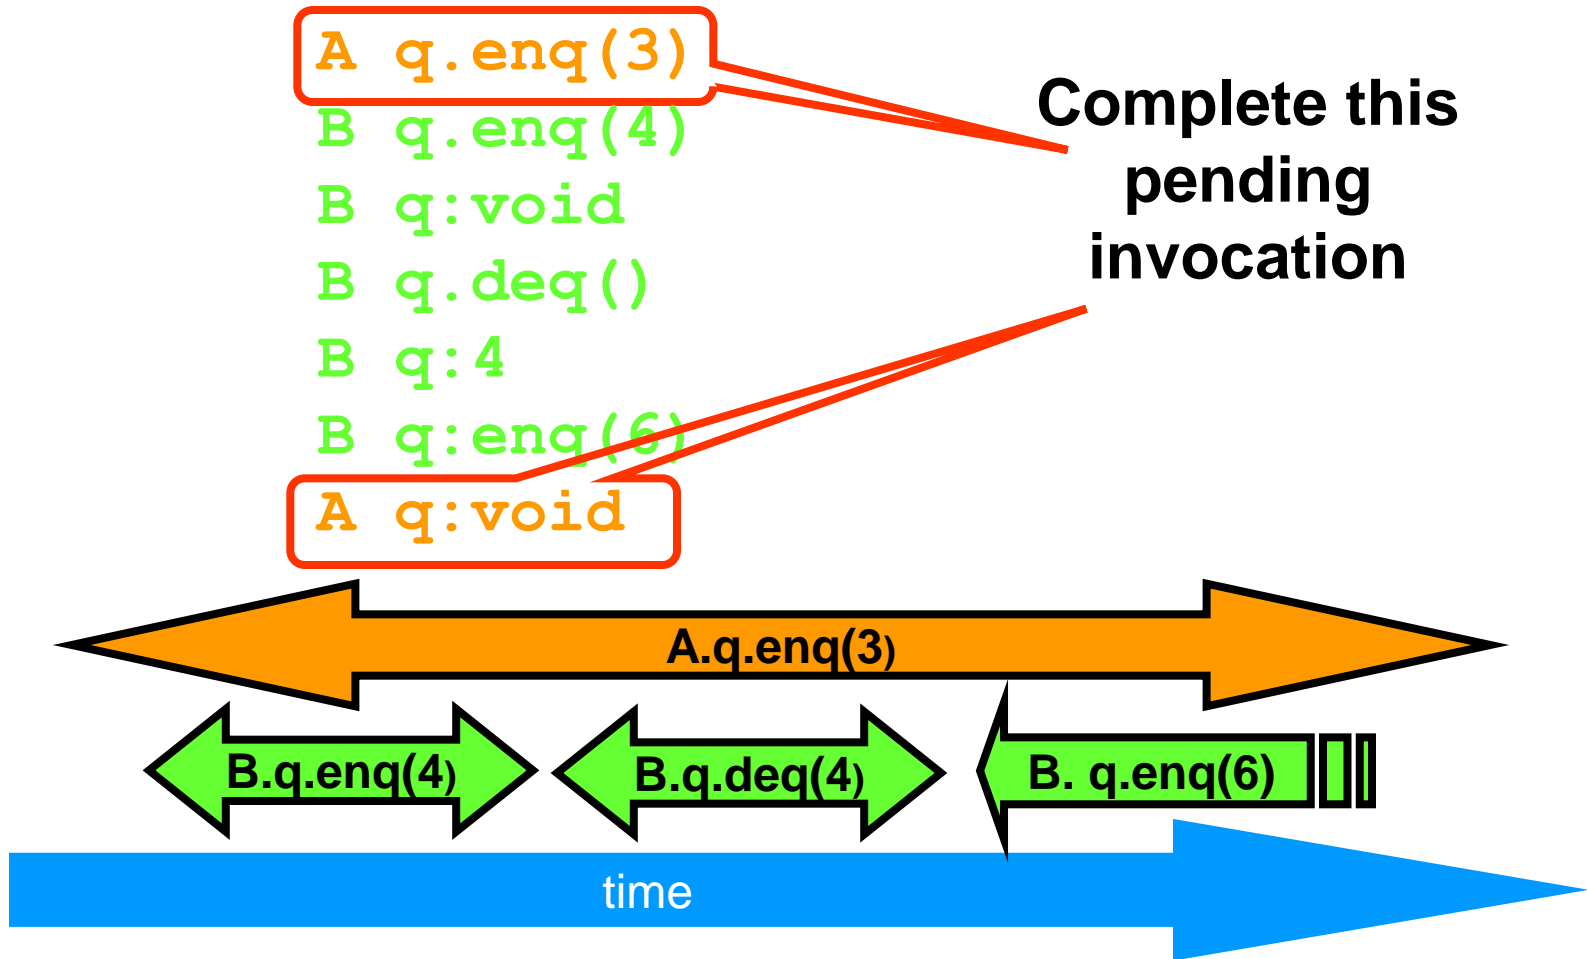 A q.enq(3)
B q.enq(4)
B q:void
B q.deq()
B q:4
B q:enq(6)
A q:void
Complete this
pending
invocation
A.q.enq(3)
B.q.enq(4)
B.q.deq(4)
B. q.enq(6)
time